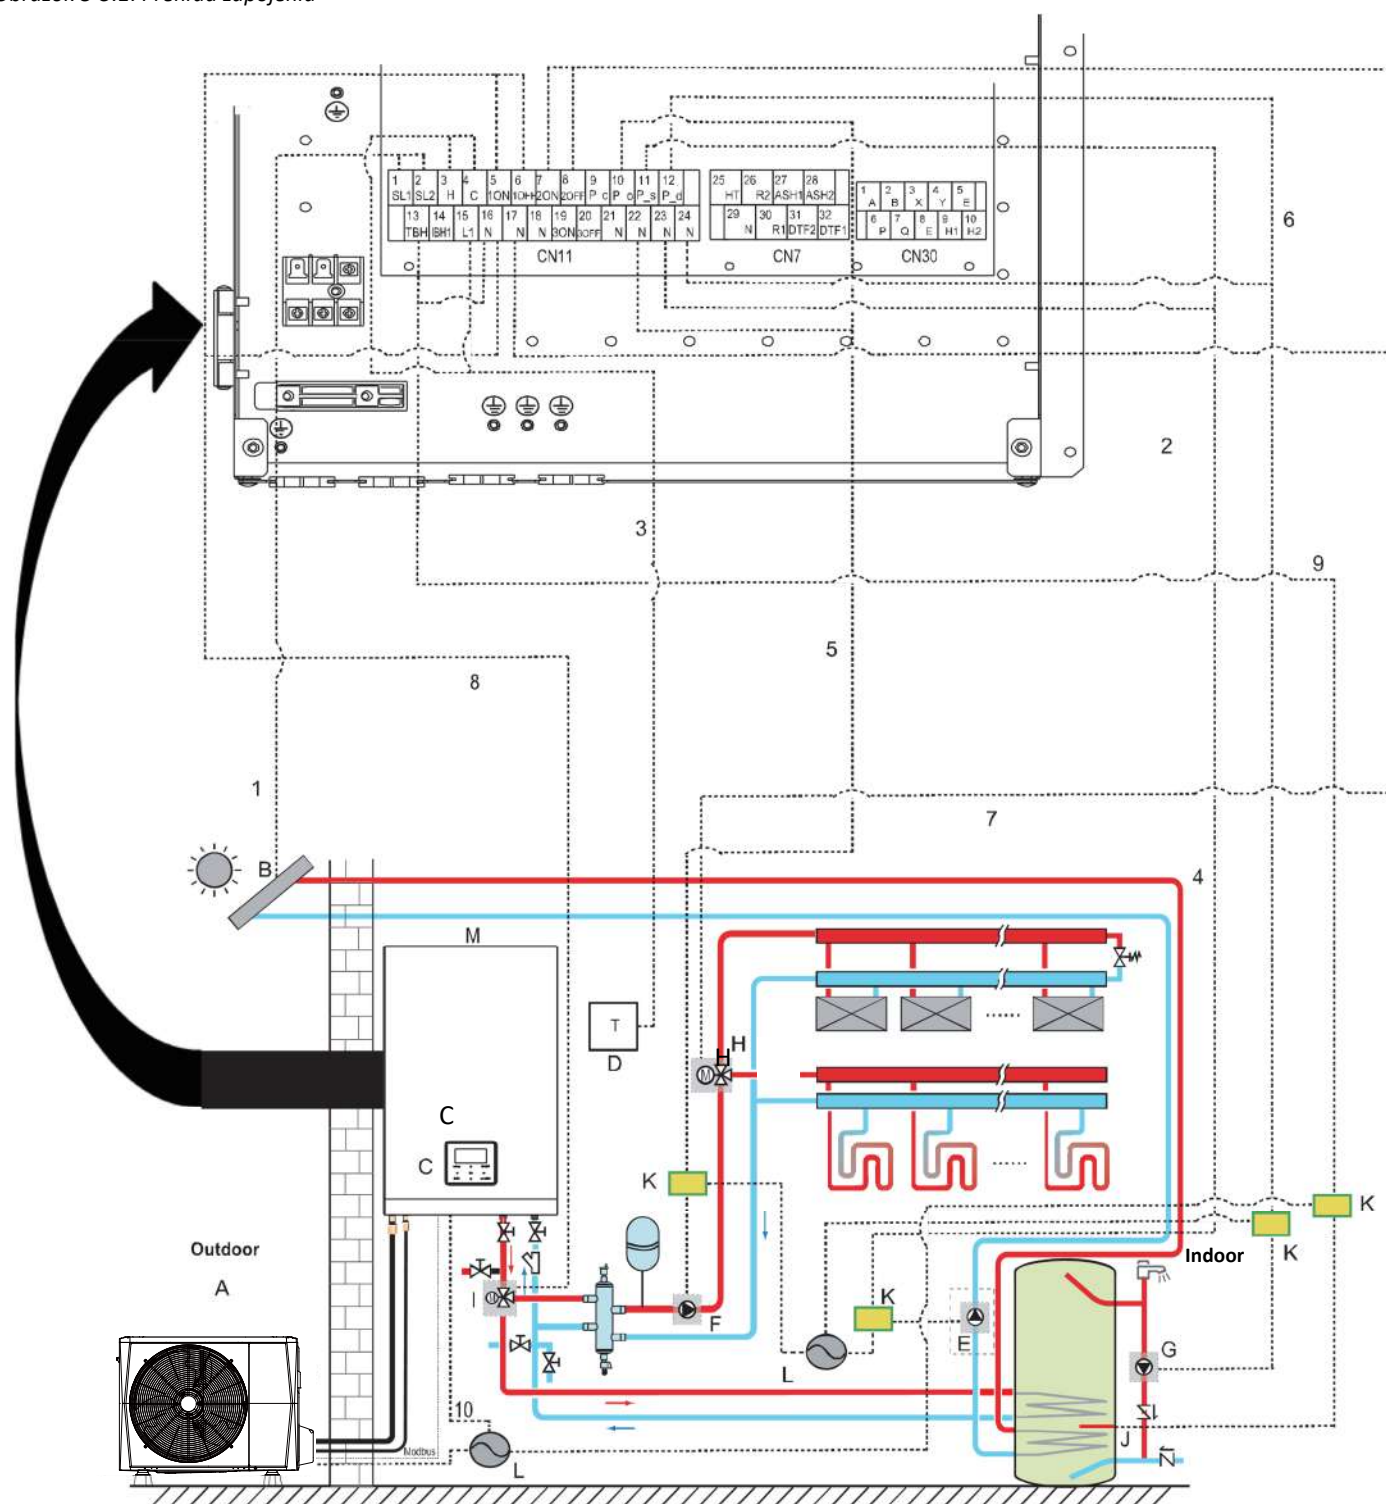 1 2 3 4 5 6 7 8 9 10 11 12
SL1 SL2 H C 1ON 1OFF 2ON 2OFF P_c P_o P_s P_d
13 14 15 16 17 18 19 20 21 22 23 24
TBH IBH1 L1 N N N 3ON 3OFF N N N N
CN11
25 26 27 28
HT R2 ASH1 ASH2
29 30 31 32
N R1 DTF2 DTF1
CN7
1 2 3 4 5
A B X Y E
6 7 8 9 10
P Q E H1 H2
CN30
6
2
3
9
5
8
1
7
B
4
M
T
D
H
H
M
C
C
K
K
K
Outdoor
A
Indoor
I
M
F
K
E
G
L
10
J
Modbus
L